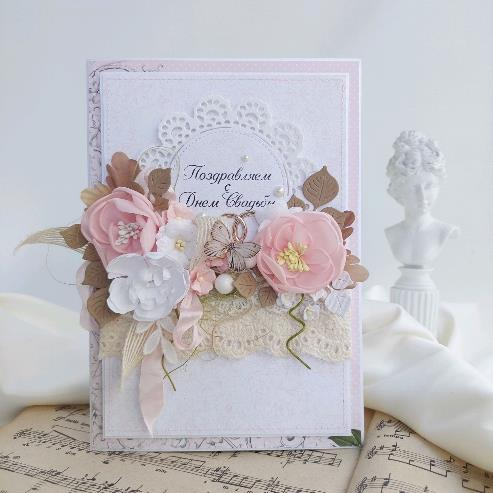 Поздравляем
с
Днем Свадьбы